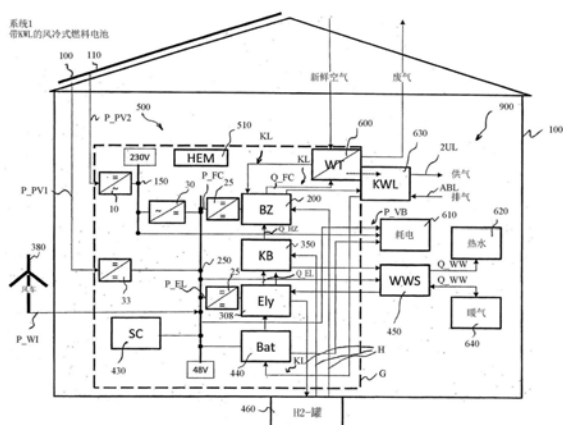 系统1
带KWL的风冷式燃料电池
100
110
新鲜空气
废气
P_PV2
500
510
600
630
900
100
230V
HEM
KL
WT
2UL
供气
150
P_FC
Q_FC
KL
KWL
ABL
排气
P_PV1
10
30
25
BZ
200
P_VB
610
620
Q_BZ
耗电
热水
380
250
KB
350
Q_WW
P_EL
Q_EL
WWS
Q_WW
33
25
Ely
450
暖气
P_WI
308
640
SC
Bat
H
430
48V
440
KL
G
460
H2-罐